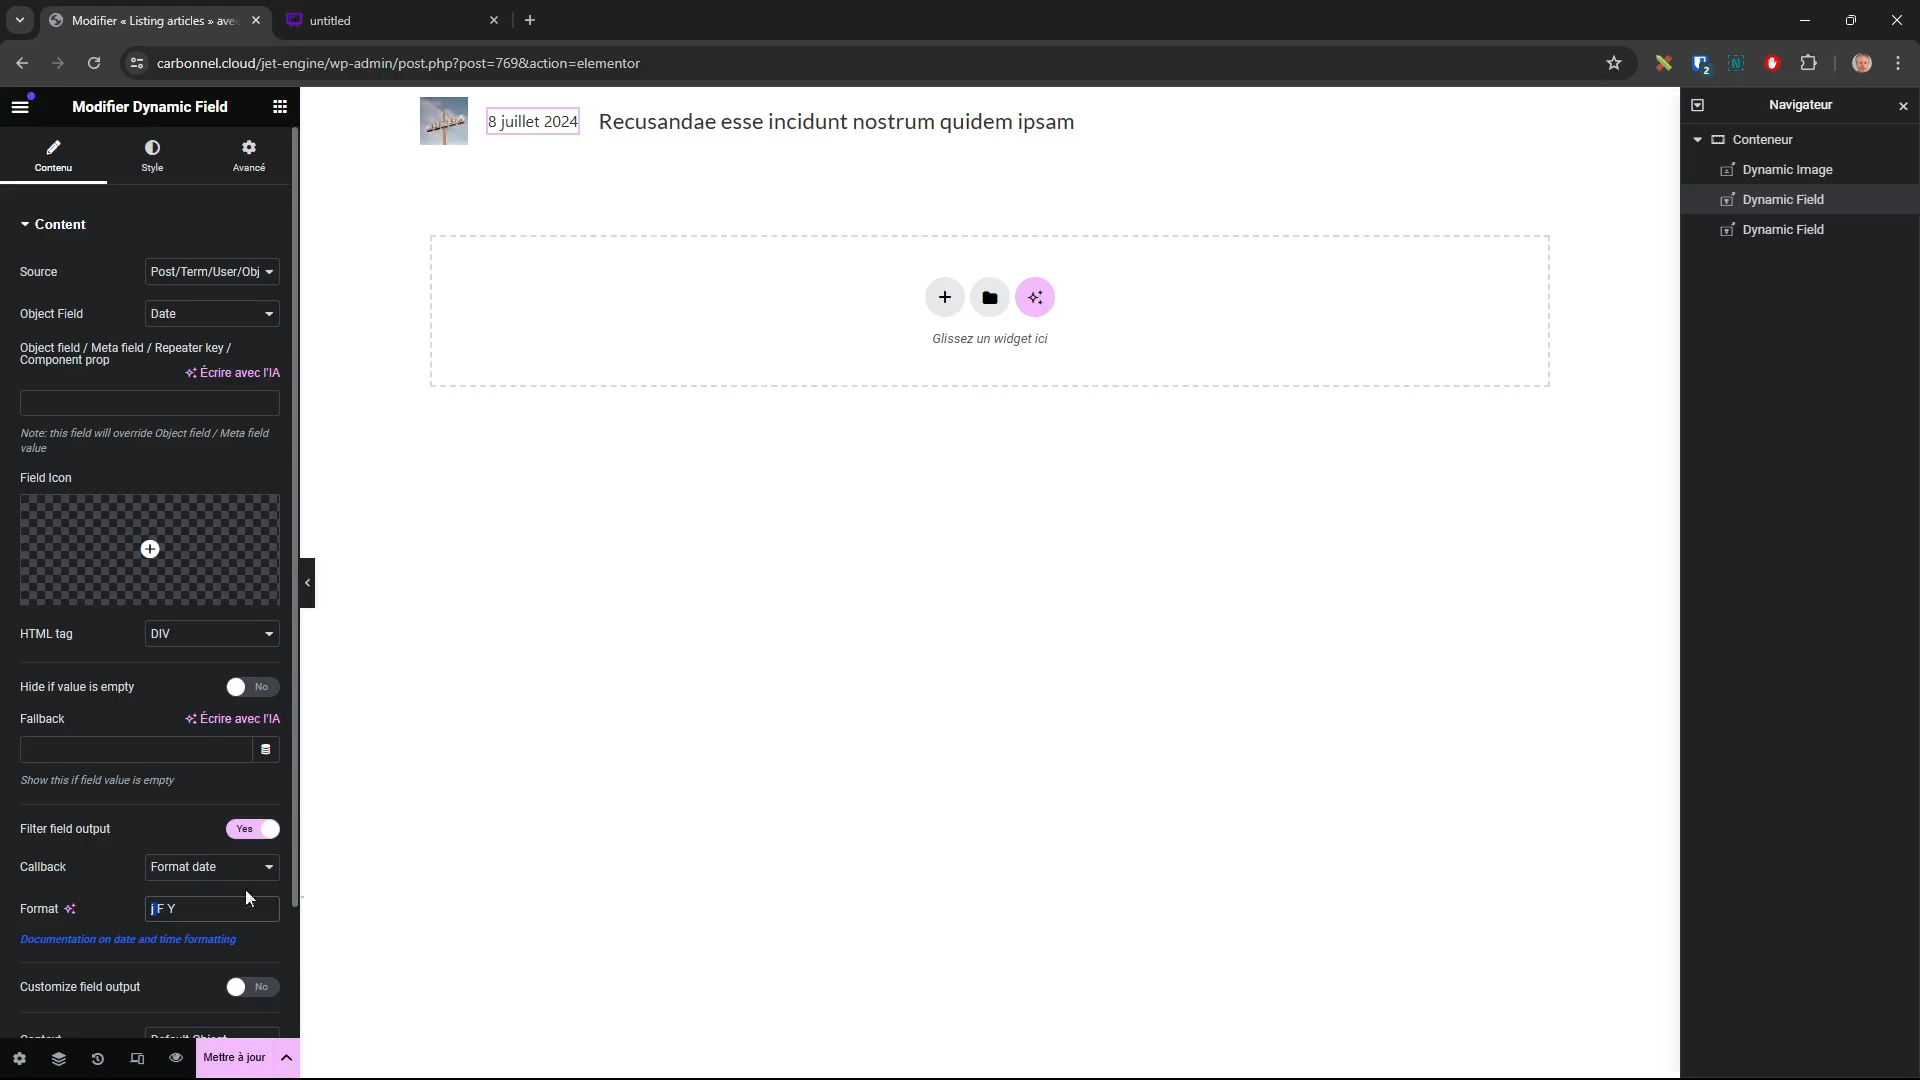 Modifier « Listing articles » ave
untitled
carbonnel.cloud/jet-engine/wp-admin/post.php?post=769&action=elementor
2
Modifier Dynamic Field
Contenu
Style
Avancé
Content
Source
Post/Term/User/Obj
Object Field
Date
Object field / Meta field / Repeater key /
Component prop
Écrire avec l'IA
Note: this field will override Object field / Meta field
value
Field Icon
HTML tag
DIV
Hide if value is empty
No
Fallback
Écrire avec l'IA
Show this if field value is empty
Filter field output
Yes
Callback
Format date
Format
j F Y
Documentation on date and time formatting
Customize field output
No
Context
Default Object
Mettre à jour
8 juillet 2024
Recusandae esse incidunt nostrum quidem ipsam
Glissez un widget ici
Navigateur
Conteneur
Dynamic Image
Dynamic Field
Dynamic Field